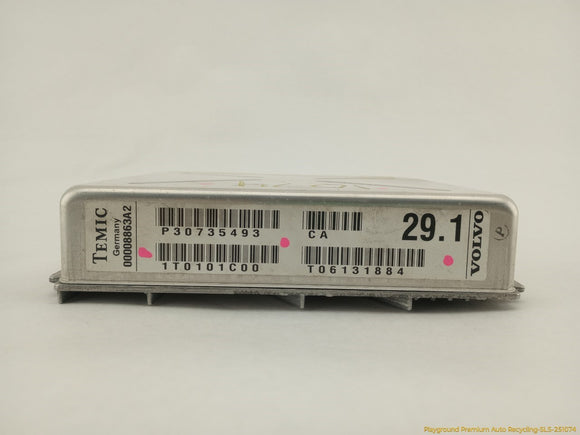 TEMIC
Germany
00008863A2
P30735493
CA
29.1
1T0101C00
T06131884
VOLVO
Playground Premium Auto Recycling-SLS-251074